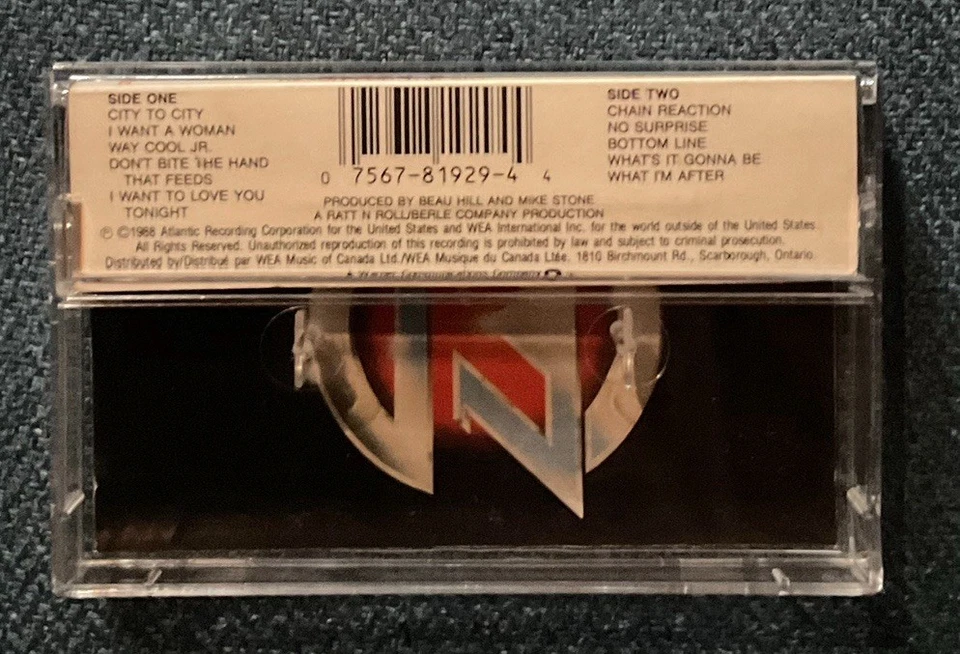 SIDE ONE
CITY TO CITY
I WANT A WOMAN
WAY COOL JR.
DON'T BITE THE HAND
THAT FEEDS
I WANT TO LOVE YOU
TONIGHT
0 7567-81929-4 4
SIDE TWO
CHAIN REACTION
NO SURPRISE
BOTTOM LINE
WHAT'S IT GONNA BE
WHAT I'M AFTER
PRODUCED BY BEAU HILL AND MIKE STONE
A RATT N ROLL/BERLE COMPANY PRODUCTION
℗ ©1988 Atlantic Recording Corporation for the United States and WEA International Inc. for the world outside of the United States.
All Rights Reserved. Unauthorized reproduction of this recording is prohibited by law and subject to criminal prosecution.
Distributed by/Distribué par WEA Music of Canada Ltd./WEA Musique du Canada Ltée. 1810 Birchmount Rd., Scarborough, Ontario.
A Warner Communications Company